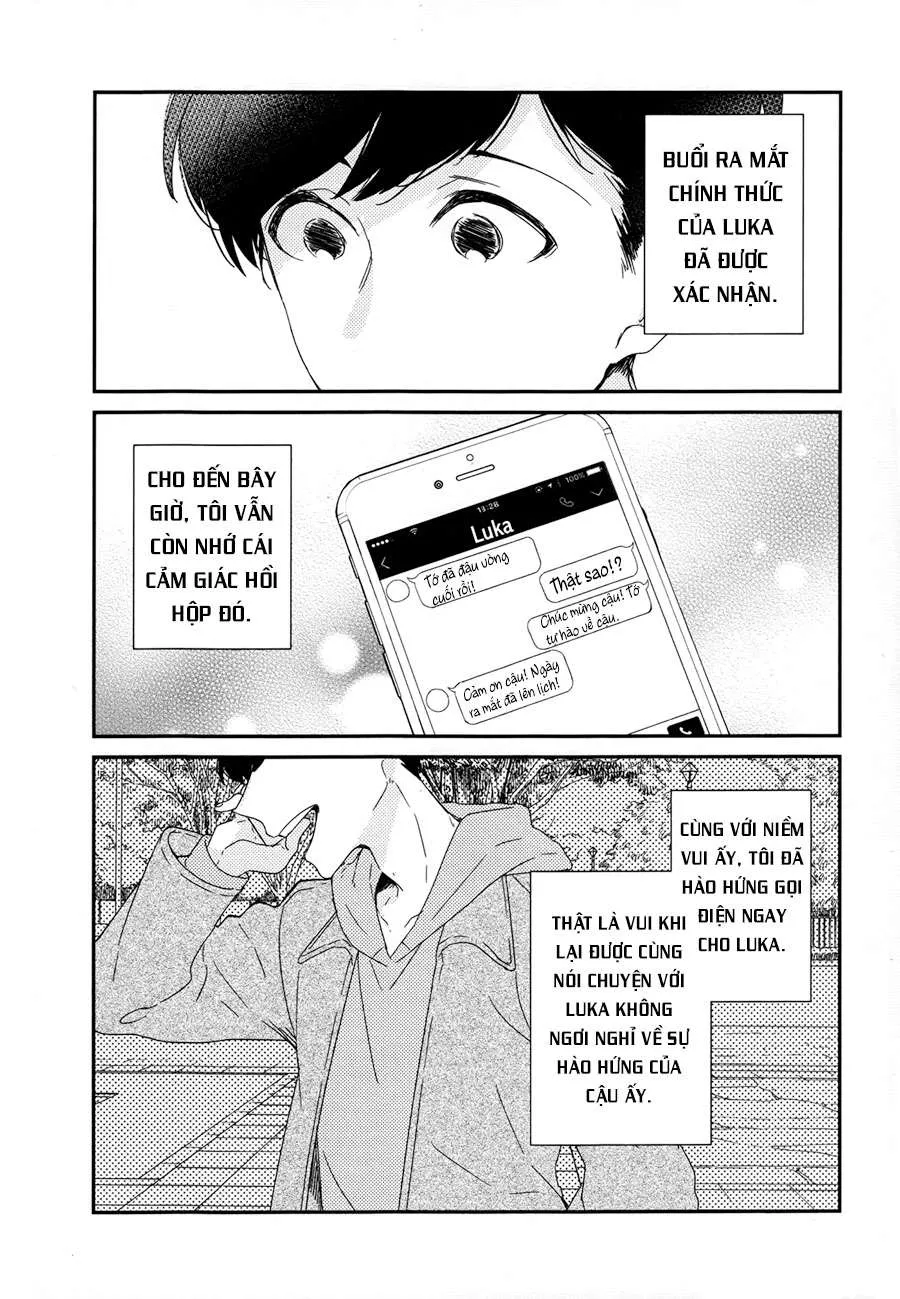 BUỔI RA MẮT
CHÍNH THỨC
CỦA LUKA
ĐÃ ĐƯỢC
XÁC NHẬN.
CHO ĐẾN BÂY
GIỜ, TÔI VẪN
CÒN NHỚ CÁI
CẢM GIÁC HỒI
HỘP ĐÓ.
13:28
100%
Luka
Tớ đã đậu vòng
cuối rồi!
Thật sao!?
Chúc mừng cậu! Tớ
tự hào về cậu.
Cảm ơn cậu! Ngày
ra mắt đã lên lịch!
CÙNG VỚI NIỀM
VUI ẤY, TÔI ĐÃ
HÀO HỨNG GỌI
ĐIỆN NGAY
CHO LUKA.
THẬT LÀ VUI KHI
LẠI ĐƯỢC CÙNG
NÓI CHUYỆN VỚI
LUKA KHÔNG
NGƠI NGHỈ VỀ SỰ
HÀO HỨNG CỦA
CẬU ẤY.